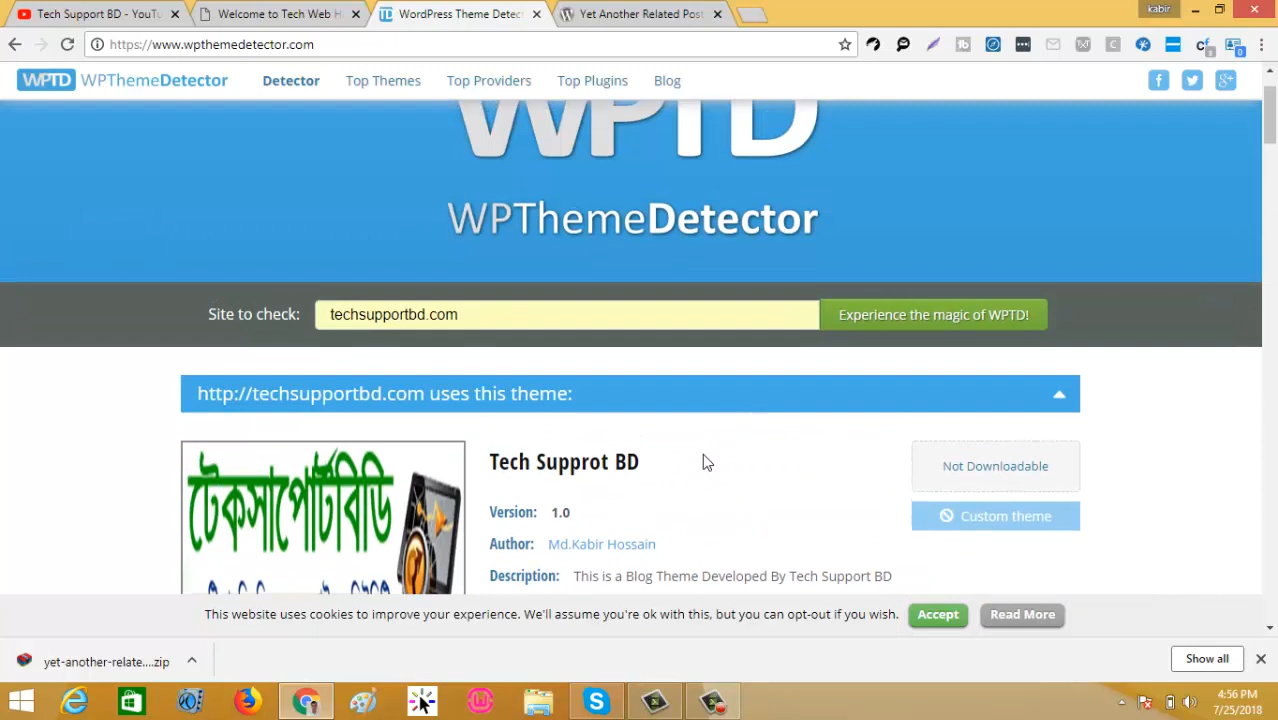 Tech Support BD - YouTu
Welcome to Tech Web H
WordPress Theme Detec
Yet Another Related Post
kabir
https://www.wpthemedetector.com
WPTD WPThemeDetector
Detector
Top Themes
Top Providers
Top Plugins
Blog
WPTD
WPThemeDetector
Site to check:
techsupportbd.com
Experience the magic of WPTD!
http://techsupportbd.com uses this theme:
টেকসাপোর্টবিডি
Tech Supprot BD
Not Downloadable
Version: 1.0
Custom theme
Author: Md.Kabir Hossain
Description: This is a Blog Theme Developed By Tech Support BD
This website uses cookies to improve your experience. We'll assume you're ok with this, but you can opt-out if you wish.
Accept
Read More
yet-another-relate....zip
Show all
4:56 PM
7/25/2018